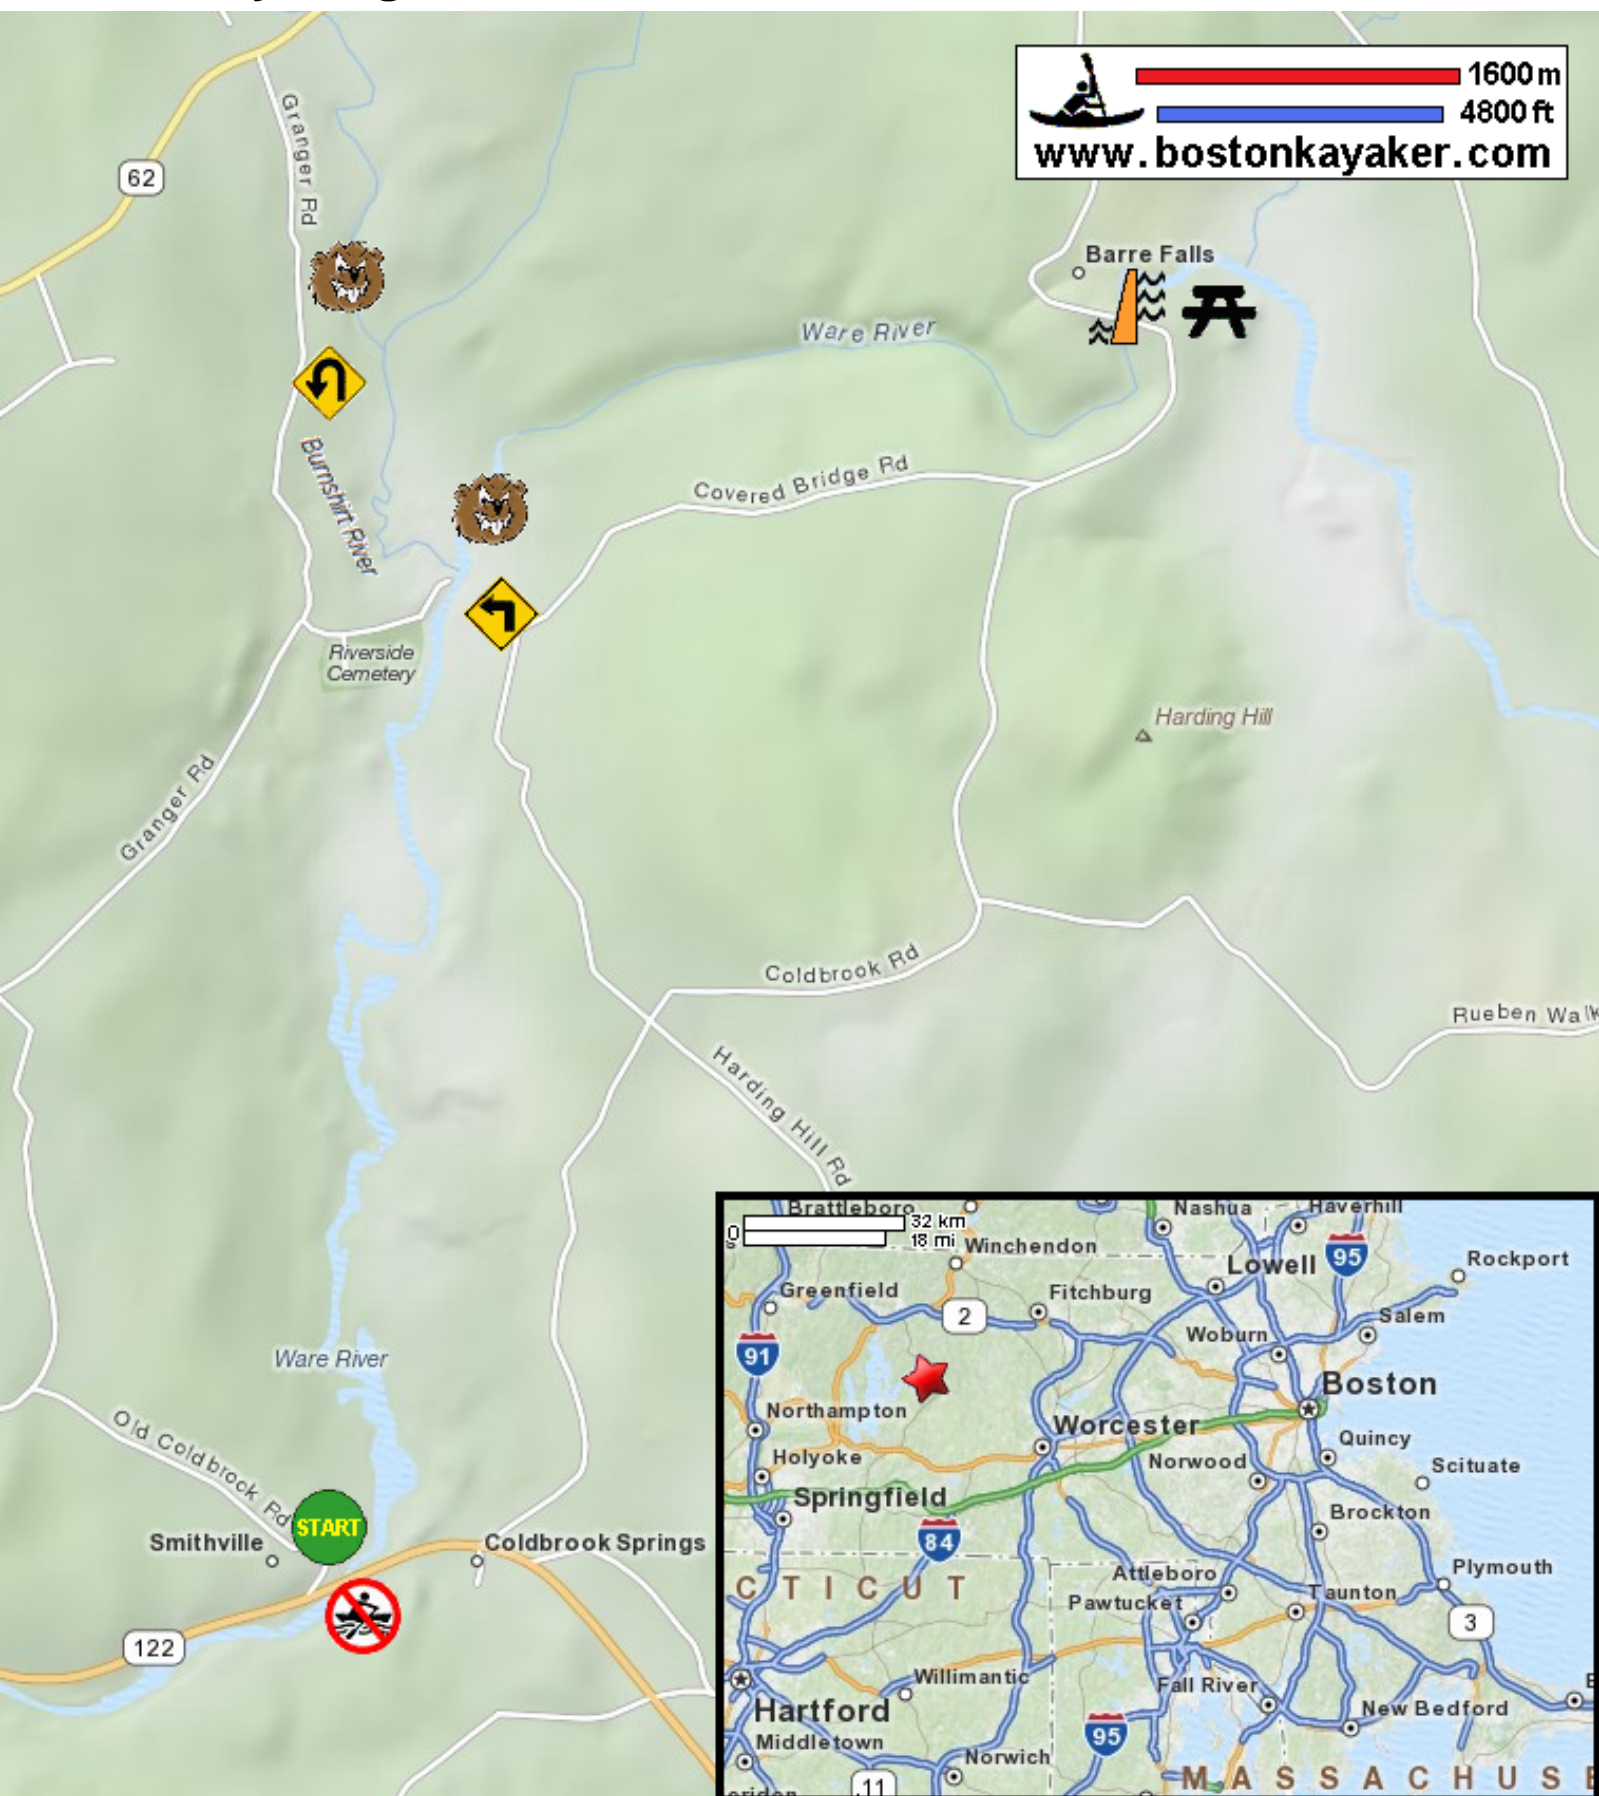 1600 m
4800 ft
www.bostonkayaker.com
Granger Rd
62
Barre Falls
Ware River
Burnshirt River
Covered Bridge Rd
Riverside
Cemetery
Harding Hill
Granger Rd
Coldbrook Rd
Rueben Walk
Harding Hill Rd
Ware River
Old Coldbrook Rd
START
Smithville
Coldbrook Springs
122
Brattleboro
0
32 km
18 mi
Nashua
Haverhill
Winchendon
95
Rockport
Lowell
Greenfield
Fitchburg
2
Salem
Woburn
91
Boston
Northampton
Worcester
Quincy
Holyoke
Norwood
Scituate
Springfield
Brockton
84
Plymouth
Attleboro
CTICUT
Pawtucket
Taunton
3
Willimantic
Fall River
Hartford
New Bedford
95
Middletown
Norwich
11
MASSACHUSE